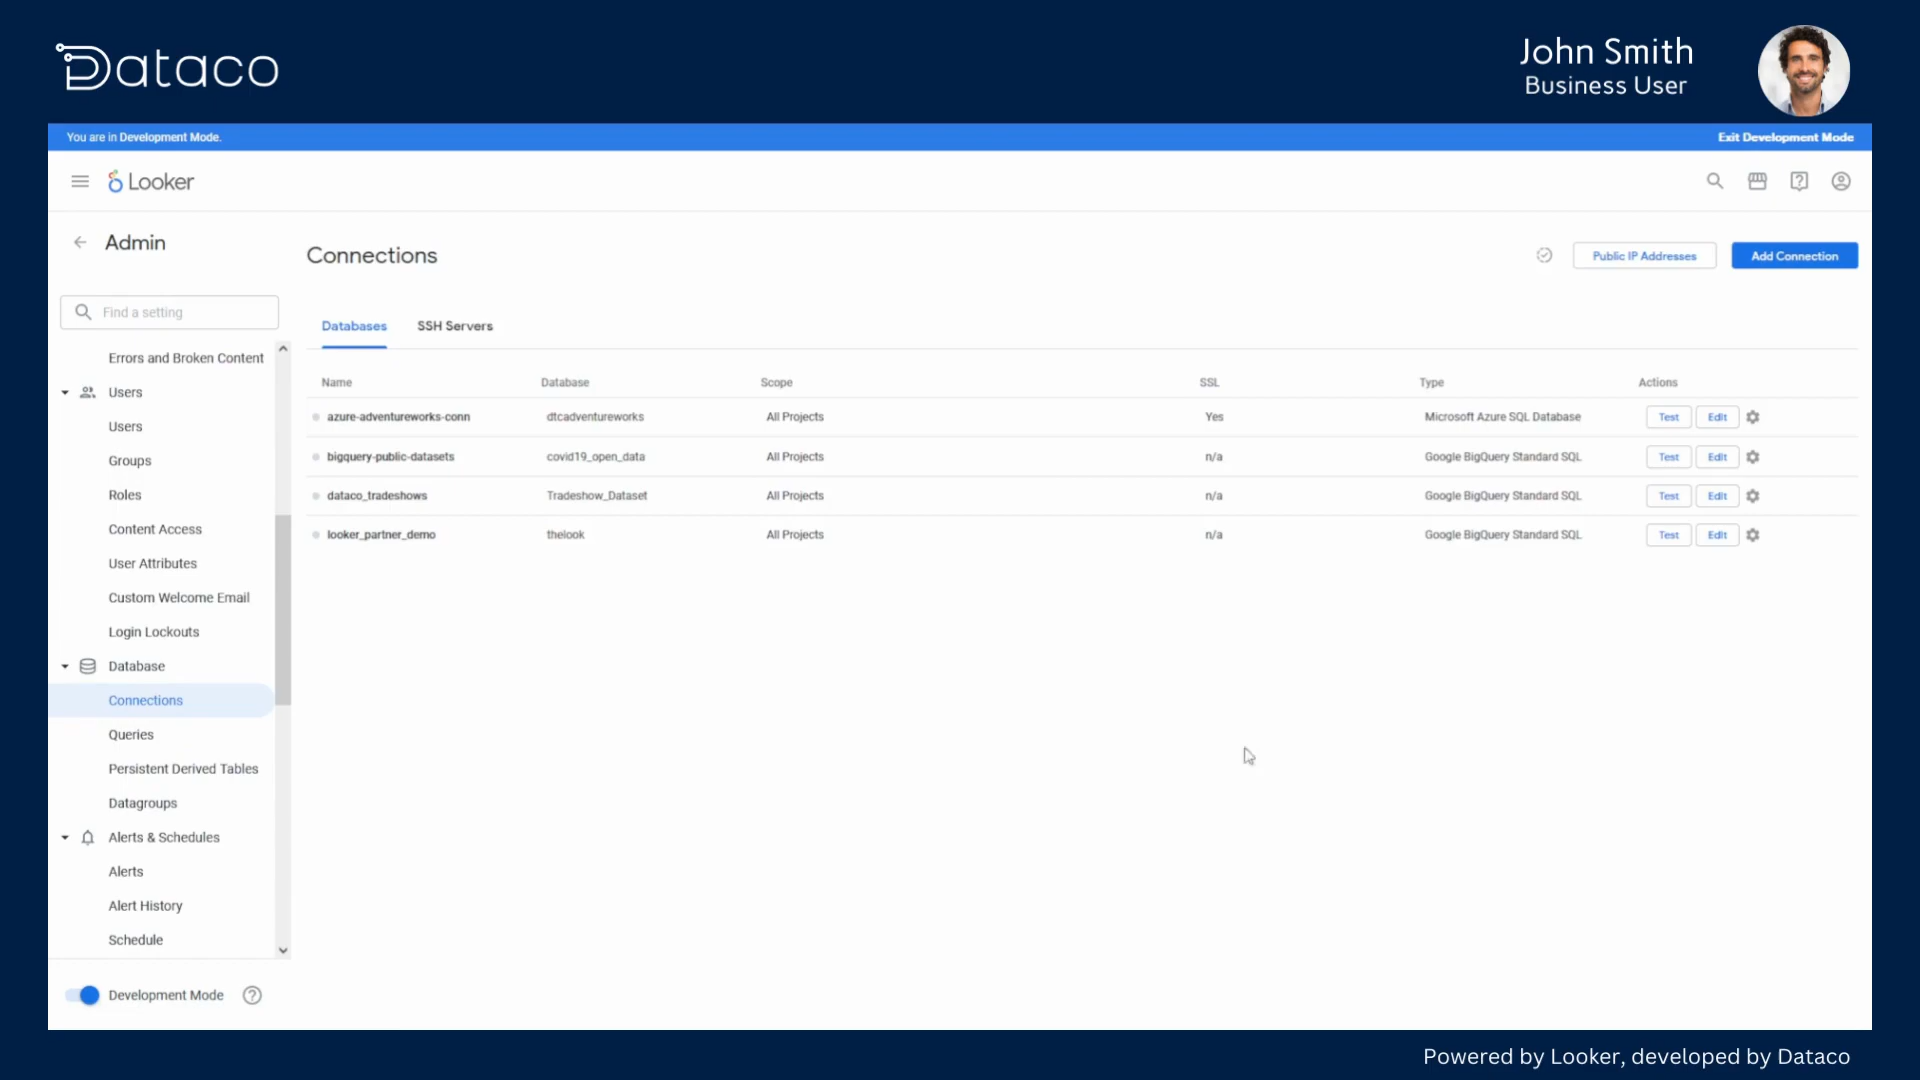 Dataco
John Smith
Business User
You are in Development Mode.
Exit Development Mode
Looker
Admin
Connections
Public IP Addresses
Add Connection
Find a setting
Databases
SSH Servers
Errors and Broken Content
Users
Users
Groups
Roles
Content Access
User Attributes
Custom Welcome Email
Login Lockouts
Database
Connections
Queries
Persistent Derived Tables
Datagroups
Alerts & Schedules
Alerts
Alert History
Schedule
Development Mode
Name Database Scope SSL Type Actions
azure-adventureworks-conn dtcadventureworks All Projects Yes Microsoft Azure SQL Database Test Edit
bigquery-public-datasets covid19_open_data All Projects n/a Google BigQuery Standard SQL Test Edit
dataco_tradeshows Tradeshow_Dataset All Projects n/a Google BigQuery Standard SQL Test Edit
looker_partner_demo thelook All Projects n/a Google BigQuery Standard SQL Test Edit
Powered by Looker, developed by Dataco